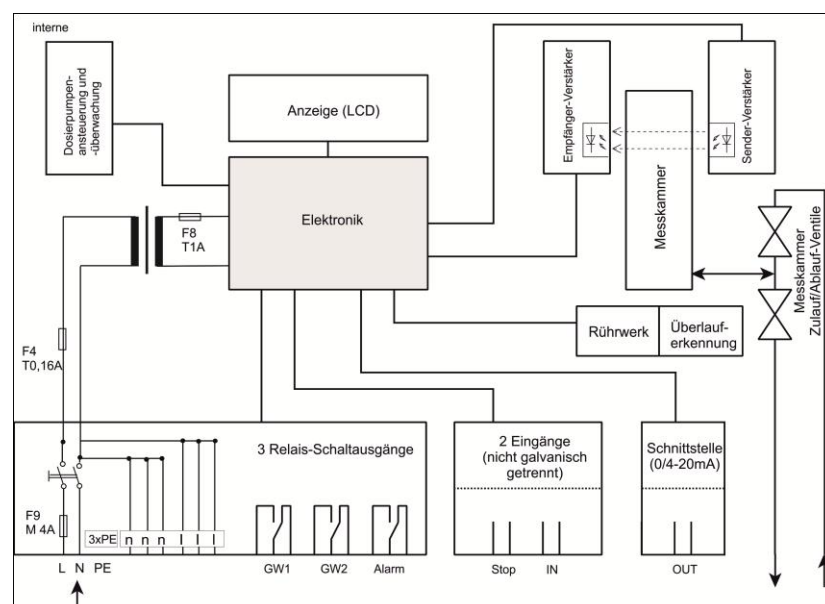 interne
Dosierpumpen-
ansteuerung und
-überwachung
Anzeige (LCD)
Elektronik
Empfänger-Verstärker
Messkammer
Sender-Verstärker
F8
T1A
Messkammer
Zulauf/Ablauf-Ventile
F4
T0,16A
Rührwerk
Überlauf-
erkennung
3 Relais-Schaltausgänge
2 Eingänge
(nicht galvanisch
getrennt)
Schnittstelle
(0/4-20mA)
F9
M 4A
3xPE n n n l l l
L N PE
GW1 GW2 Alarm
Stop IN
OUT